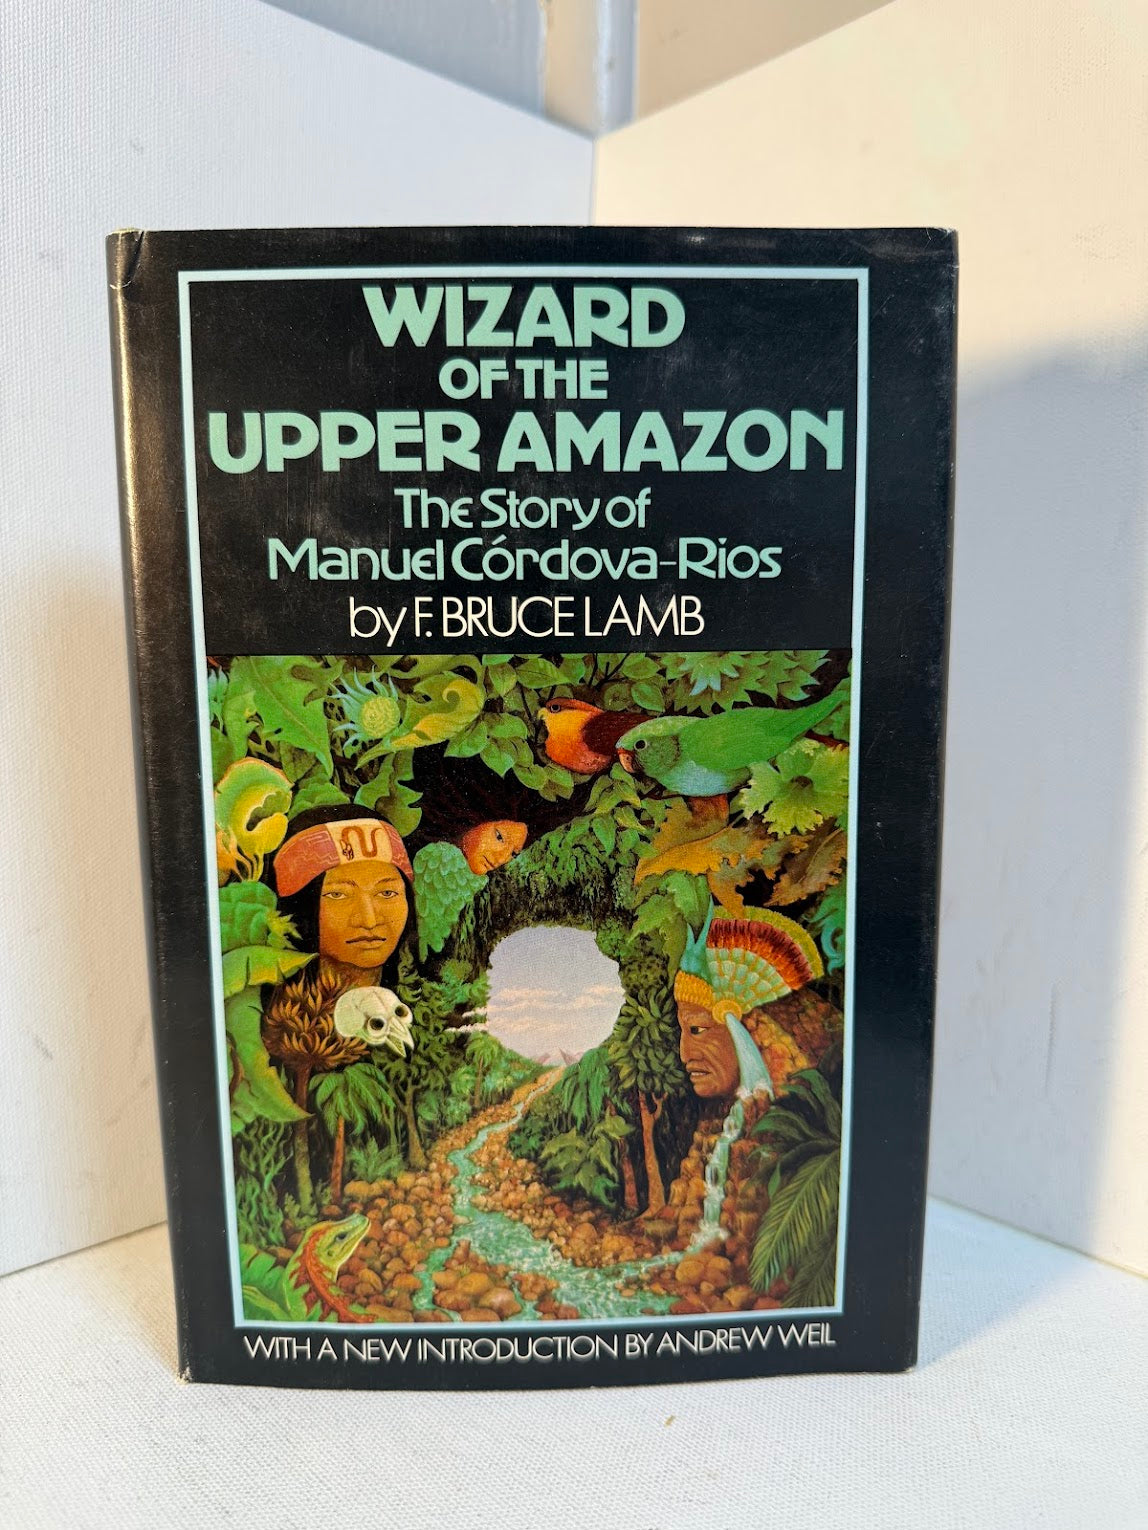 WIZARD
OF THE
UPPER AMAZON
The Story of
Manuel Córdova-Rios
by F. BRUCE LAMB
WITH A NEW INTRODUCTION BY ANDREW WEIL